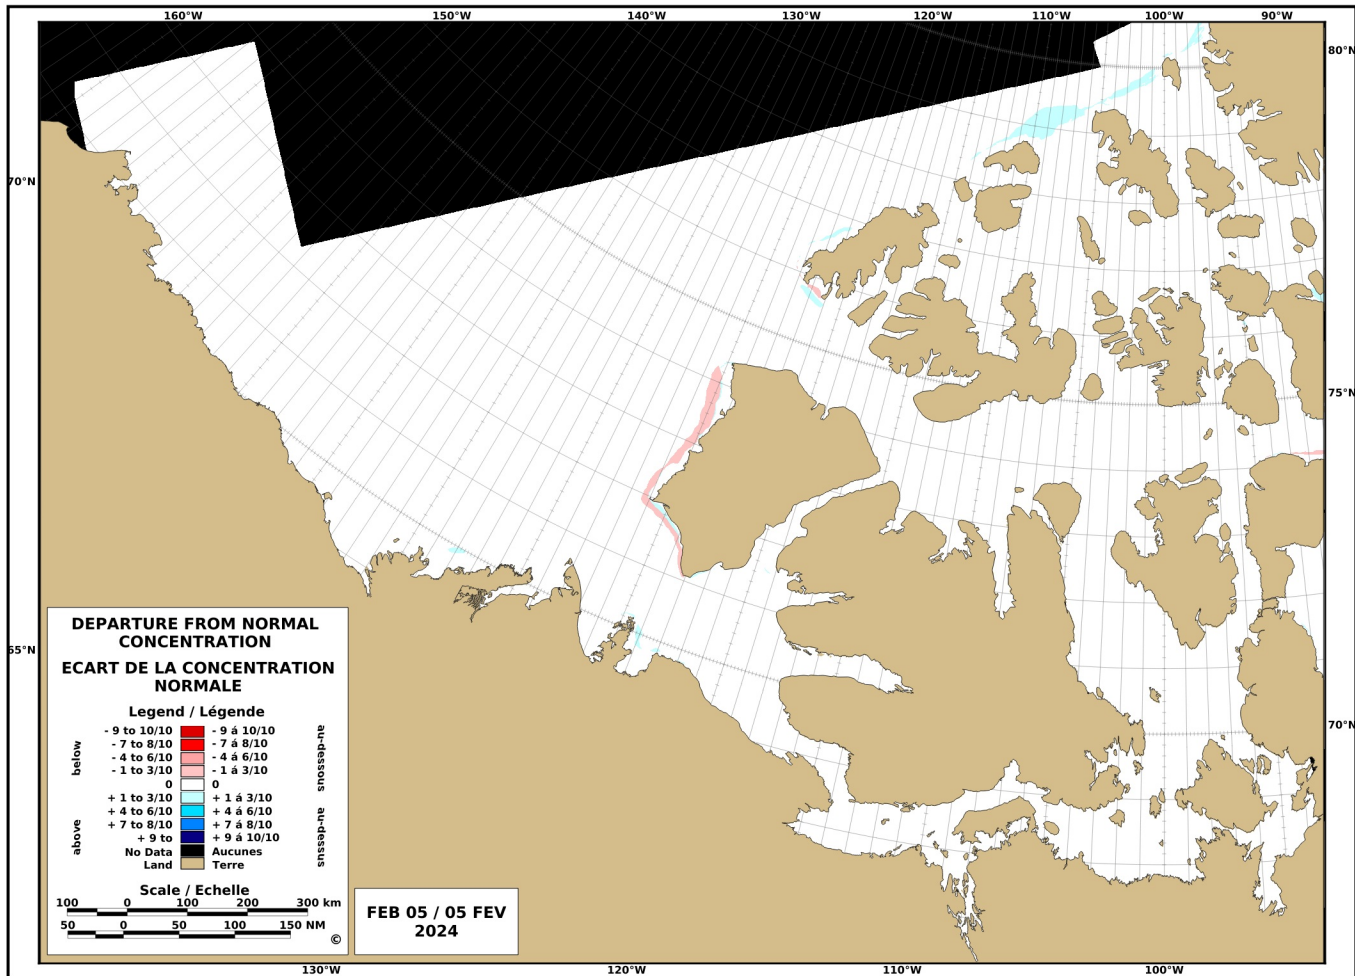 160°W 150°W 140°W 130°W 120°W 110°W 100°W 90°W
80°N
70°N
75°N
65°N
70°N
DEPARTURE FROM NORMAL
CONCENTRATION
ECART DE LA CONCENTRATION
NORMALE
Legend / Légende
below
above
- 9 to 10/10 - 9 á 10/10
- 7 to 8/10 - 7 á 8/10
- 4 to 6/10 - 4 á 6/10
- 1 to 3/10 - 1 á 3/10
0 0
+ 1 to 3/10 + 1 á 3/10
+ 4 to 6/10 + 4 á 6/10
+ 7 to 8/10 + 7 á 8/10
+ 9 to + 9 á 10/10
No Data Aucunes
Land Terre
au-dessous
au-dessus
Scale / Echelle
100 0 100 200 300 km
50 0 50 100 150 NM
©
FEB 05 / 05 FEV
2024
130°W 120°W 110°W 100°W